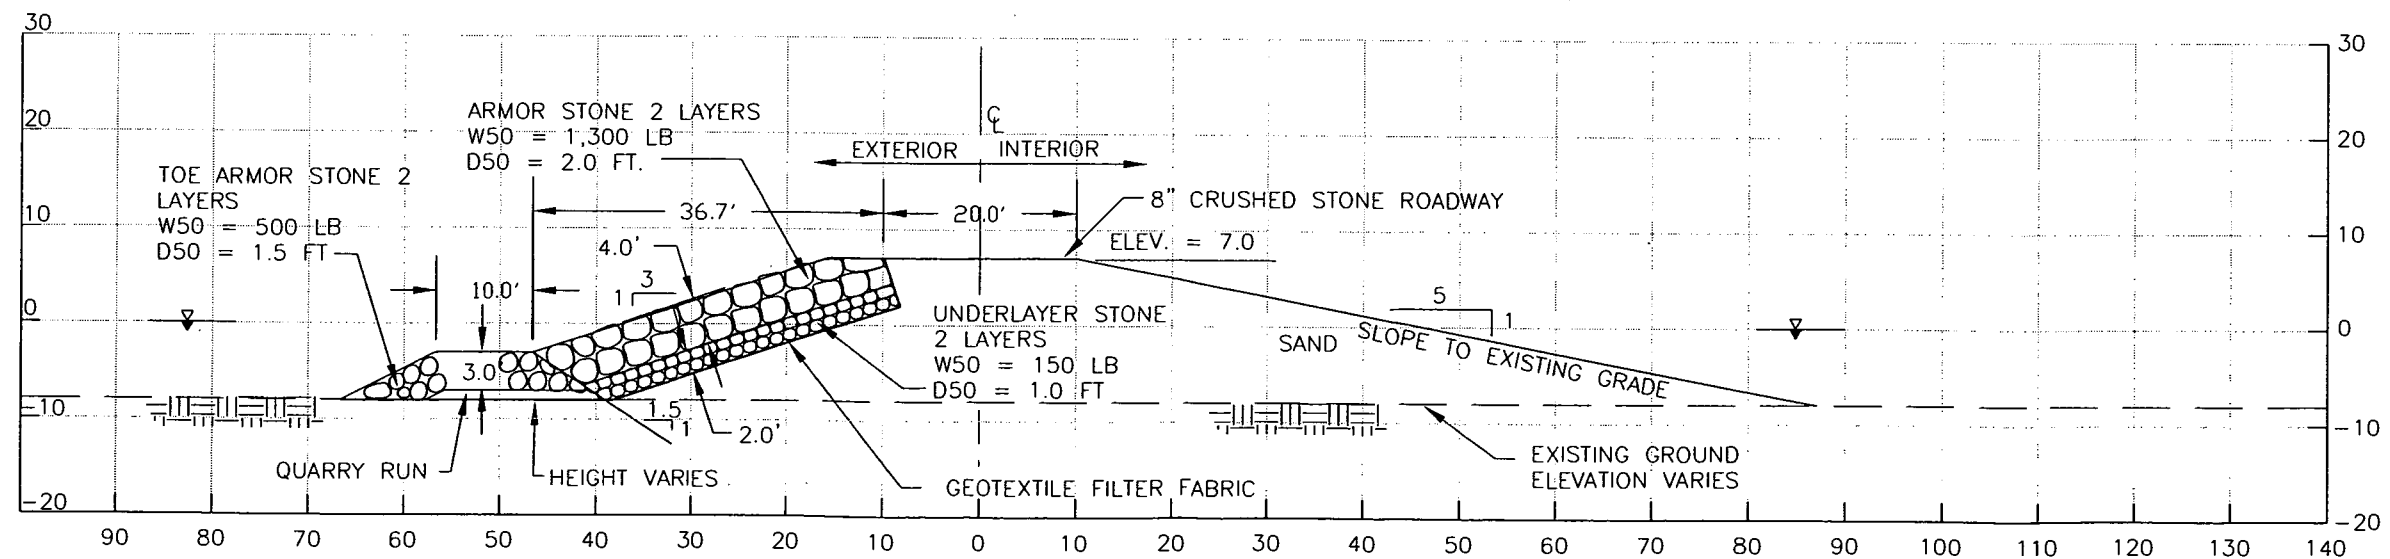 30
30
20
20
10
10
0
0
-10
-10
-20
-20
ARMOR STONE 2 LAYERS
W50 = 1,300 LB
D50 = 2.0 FT.
TOE ARMOR STONE 2
LAYERS
W50 = 500 LB
D50 = 1.5 FT
EXTERIOR
INTERIOR
36.7'
20.0'
8" CRUSHED STONE ROADWAY
ELEV. = 7.0
4.0'
3
1
10.0'
3.0
UNDERLAYER STONE
2 LAYERS
W50 = 150 LB
D50 = 1.0 FT
5
1
SAND
SLOPE TO EXISTING GRADE
1.5
1
2.0'
QUARRY RUN
HEIGHT VARIES
GEOTEXTILE FILTER FABRIC
EXISTING GROUND
ELEVATION VARIES
90 80 70 60 50 40 30 20 10 0 10 20 30 40 50 60 70 80 90 100 110 120 130 140